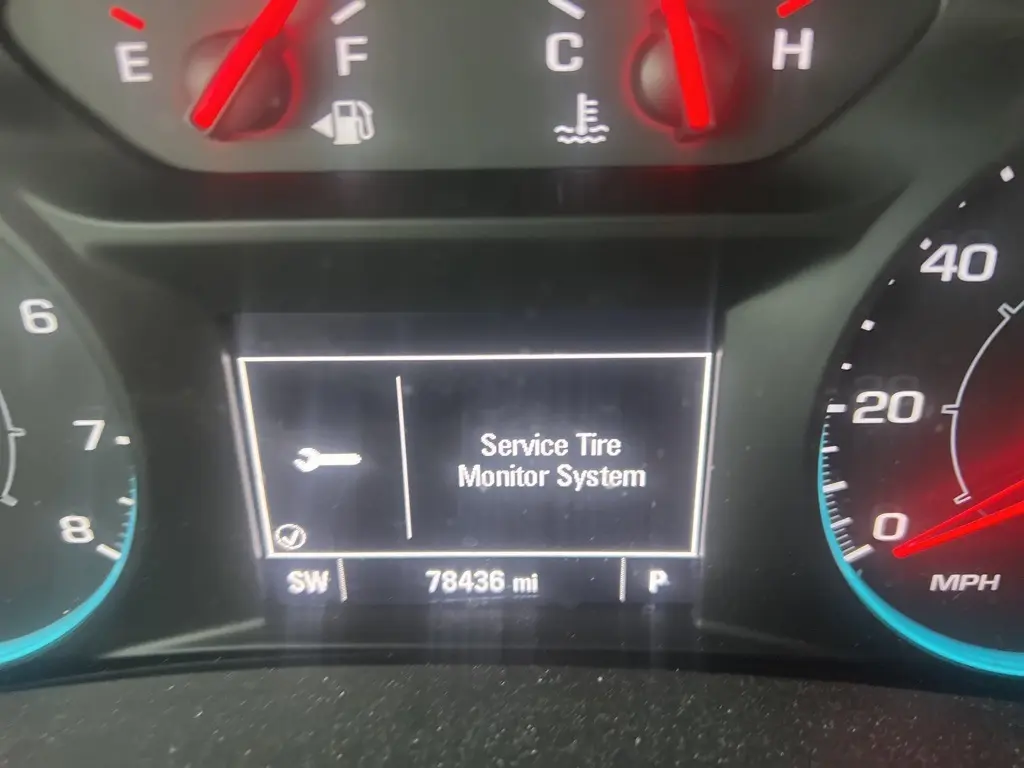 E F C H
6
7
8
40
20
0
MPH
Service Tire
Monitor System
SW 78436 mi P